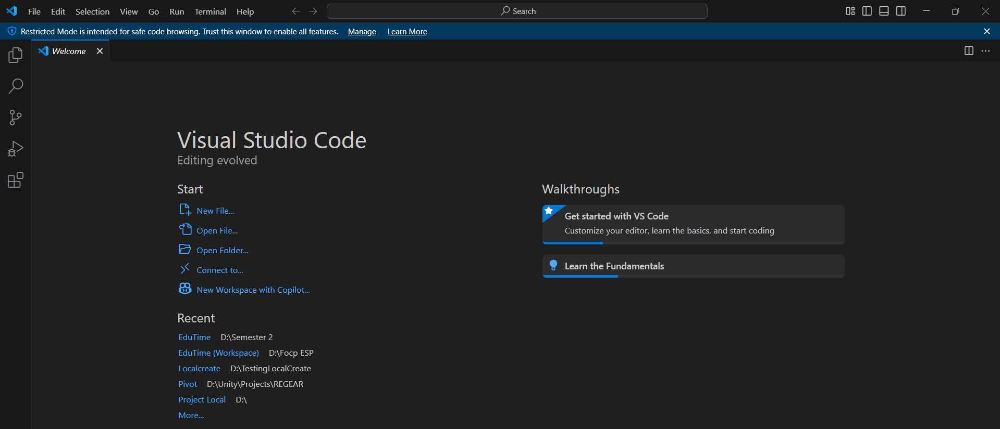 File Edit Selection View Go Run Terminal Help Search
Restricted Mode is intended for safe code browsing. Trust this window to enable all features. Manage Learn More
Welcome
Visual Studio Code
Editing evolved
Start
New File...
Open File...
Open Folder...
Connect to...
New Workspace with Copilot...
Recent
EduTime D:\Semester 2
EduTime (Workspace) D:\Focp ESP
Localcreate D:\TestingLocalCreate
Pivot D:\Unity\Projects\REGEAR
Project Local D:\
More...
Walkthroughs
Get started with VS Code
Customize your editor, learn the basics, and start coding
Learn the Fundamentals